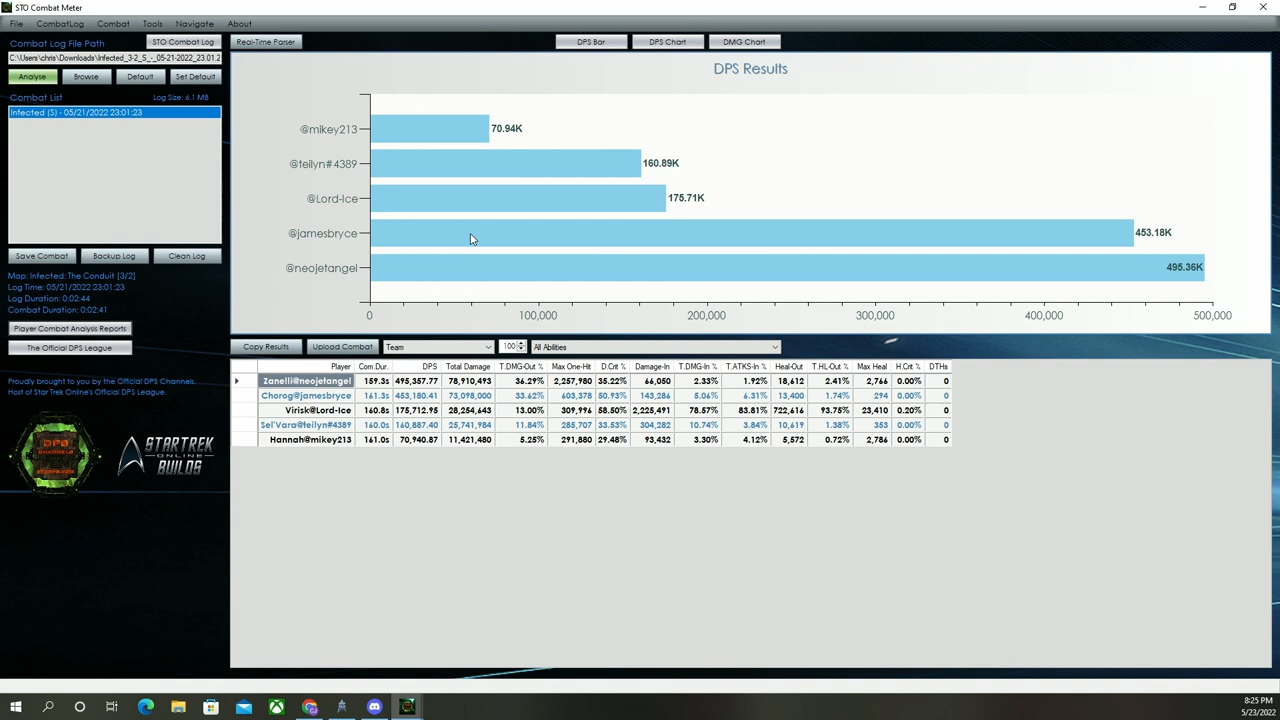 STO Combat Meter
File CombatLog Combat Tools Navigate About
Combat Log File Path STO Combat Log
C:\Users\chris\Downloads\Infected_3-2_S_-_05-21-2022_23.01.2
Analyse Browse Default Set Default
Combat List Log Size: 6.1 MB
Infected (S) - 05/21/2022 23:01:23
Save Combat Backup Log Clean Log
Map: Infected: The Conduit [3/2]
Log Time: 05/21/2022 23:01:23
Log Duration: 0:02:44
Combat Duration: 0:02:41
Player Combat Analysis Reports
The Official DPS League
Proudly brought to you by the Official DPS Channels.
Host of Star Trek Online's Official DPS League.
DPS
CHANNELS
STARTREK
ONLINE
BUILDS
Real-Time Parser DPS Bar DPS Chart DMG Chart
DPS Results
@mikey213 70.94K
@teilyn#4389 160.89K
@Lord-Ice 175.71K
@jamesbryce 453.18K
@neojetangel 495.36K
0 100,000 200,000 300,000 400,000 500,000
Copy Results Upload Combat Team 100 All Abilities
Player Com.Dur. DPS Total Damage T.DMG-Out % Max One-Hit D.Crit % Damage-In T.DMG-In % T.ATKS-In % Heal-Out T.HL-Out % Max Heal H.Crit % DTHs
Zanelli@neojetangel 159.3s 495,357.77 78,910,493 36.29% 2,257,980 35.22% 66,050 2.33% 1.92% 18,612 2.41% 2,766 0.00% 0
Chorog@jamesbryce 161.3s 453,180.41 73,098,000 33.62% 603,378 50.93% 143,286 5.06% 6.31% 13,400 1.74% 294 0.00% 0
Virisk@Lord-Ice 160.8s 175,712.95 28,254,643 13.00% 309,996 58.50% 2,225,491 78.57% 83.81% 722,616 93.75% 23,410 0.20% 0
Sel'Vara@teilyn#4389 160.0s 160,887.40 25,741,984 11.84% 285,707 33.53% 304,282 10.74% 3.84% 10,619 1.38% 353 0.00% 0
Hannah@mikey213 161.0s 70,940.87 11,421,480 5.25% 291,880 29.48% 93,432 3.30% 4.12% 5,572 0.72% 2,786 0.00% 0
8:25 PM
5/23/2022